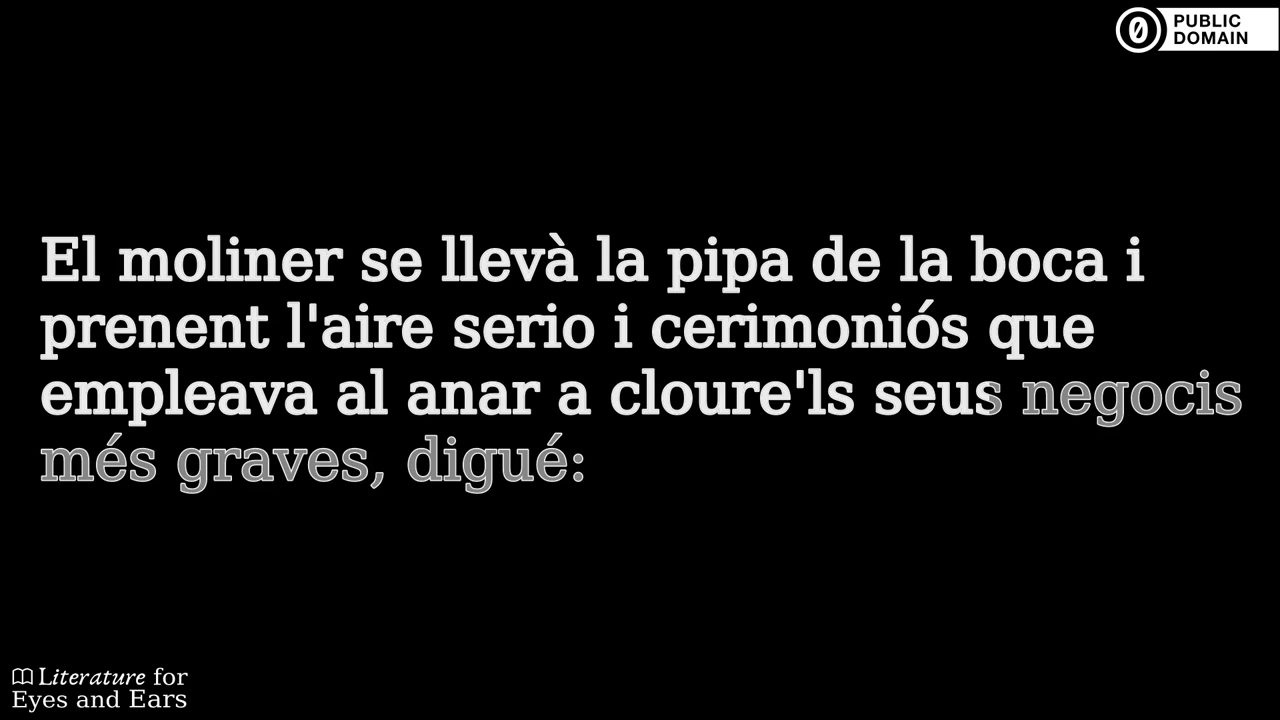 PUBLIC
DOMAIN
El moliner se llevà la pipa de la boca i
prenent l'aire serio i cerimoniós que
empleava al anar a cloure'ls seus negocis
més graves, digué:
Literature for
Eyes and Ears